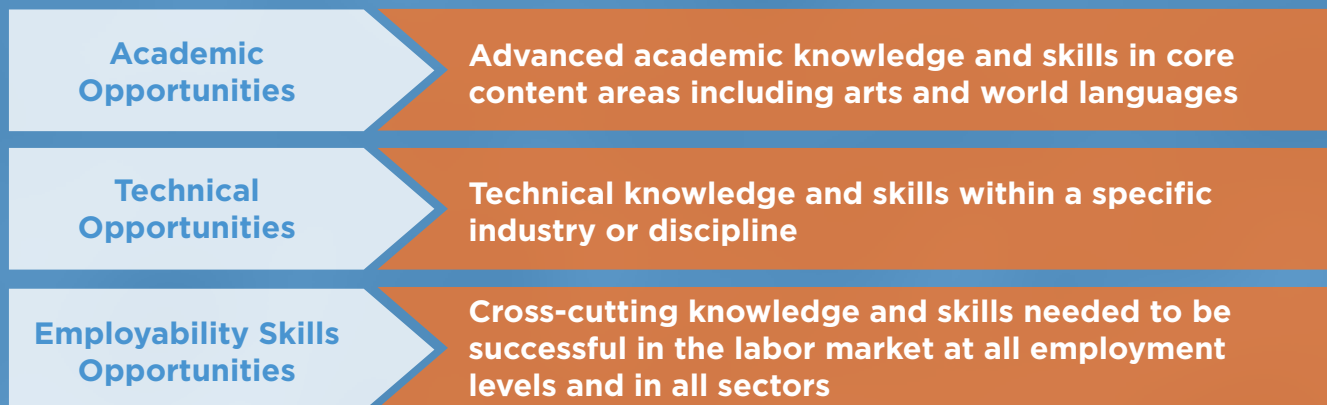 Academic
Opportunities
Advanced academic knowledge and skills in core
content areas including arts and world languages
Technical
Opportunities
Technical knowledge and skills within a specific
industry or discipline
Employability Skills
Opportunities
Cross-cutting knowledge and skills needed to be
successful in the labor market at all employment
levels and in all sectors